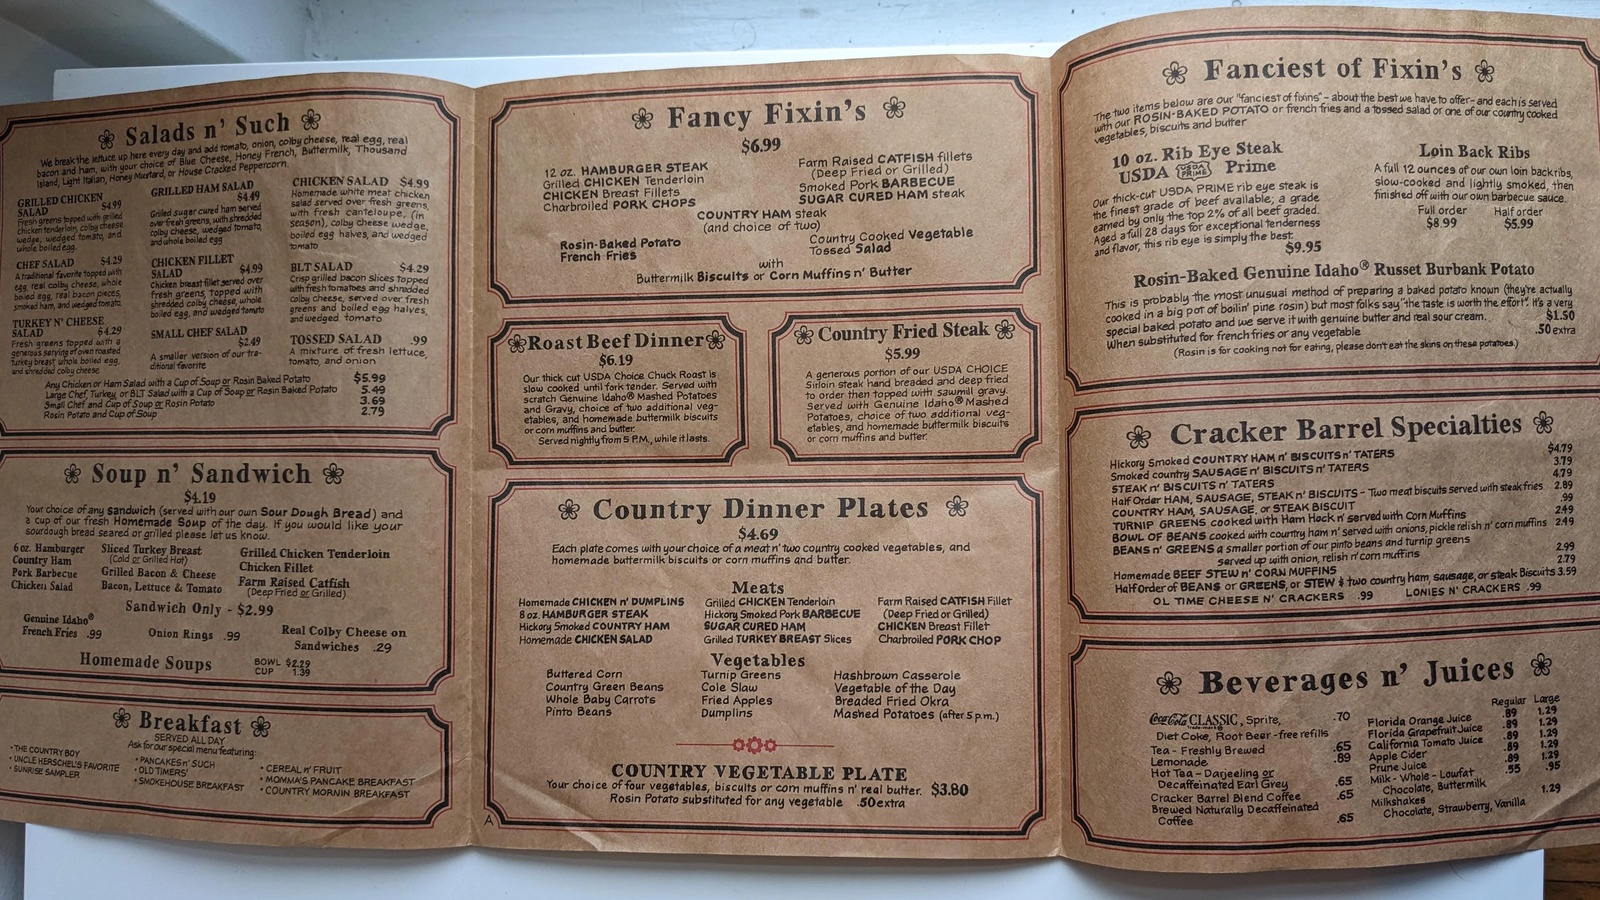 Salads n' Such
We break the lettuce up here every day and add tomato, onion, colby cheese, real egg, real
bacon and ham, with your choice of Blue Cheese, Honey French, Buttermilk, Thousand
Island, Light Italian, Honey Mustard, or House Cracked Peppercorn.
GRILLED CHICKEN
SALAD $4.99
Fresh greens topped with grilled
chicken tenderloin, colby cheese
wedge, wedged tomato, and
whole boiled egg.
CHEF SALAD $4.29
A traditional favorite topped with
egg, real colby cheese, whole
boiled egg, real bacon pieces,
smoked ham, and wedged tomato.
TURKEY N' CHEESE
SALAD $4.29
Fresh greens topped with a
generous serving of oven roasted
turkey breast whole boiled egg,
and shredded colby cheese
GRILLED HAM SALAD
$4.49
Grilled sugar cured ham served
over fresh greens, with shredded
colby cheese, wedged tomato,
and whole boiled egg
CHICKEN FILLET
SALAD $4.99
Chicken breast fillet served over
fresh greens, topped with
shredded colby cheese, whole
boiled egg, and wedged tomato
SMALL CHEF SALAD
$2.49
A smaller version of our tra-
ditional favorite
CHICKEN SALAD $4.99
Homemade white meat chicken
salad served over fresh greens,
with fresh canteloupe, (in
season), colby cheese wedge,
boiled egg halves, and wedged
tomato
BLT SALAD $4.29
Crisp grilled bacon slices topped
with fresh tomatoes and shredded
colby cheese, served over fresh
greens and boiled egg halves,
and wedged tomato
TOSSED SALAD .99
A mixture of fresh lettuce,
tomato, and onion
Any Chicken or Ham Salad with a Cup of Soup or Rosin Baked Potato $5.99
Large Chef, Turkey, or BLT Salad with a Cup of Soup or Rosin Baked Potato 5.49
Small Chef and Cup of Soup or Rosin Potato 3.69
Rosin Potato and Cup of Soup 2.79
Soup n' Sandwich
$4.19
Your choice of any sandwich (served with our own Sour Dough Bread) and
a cup of our fresh Homemade Soup of the day. If you would like your
sourdough bread seared or grilled please let us know.
6 oz. Hamburger
Country Ham
Pork Barbecue
Chicken Salad
Sliced Turkey Breast
(Cold or Grilled Hot)
Grilled Bacon & Cheese
Bacon, Lettuce & Tomato
Grilled Chicken Tenderloin
Chicken Fillet
Farm Raised Catfish
(Deep Fried or Grilled)
Sandwich Only - $2.99
Genuine Idaho®
French Fries .99
Onion Rings .99
Real Colby Cheese on
Sandwiches .29
Homemade Soups
BOWL $2.29
CUP 1.39
Breakfast
SERVED ALL DAY
Ask for our special menu featuring:
• THE COUNTRY BOY
• UNCLE HERSCHEL'S FAVORITE
• SUNRISE SAMPLER
• PANCAKES n' SUCH
• OLD TIMERS'
• SMOKEHOUSE BREAKFAST
• CEREAL n' FRUIT
• MOMMA'S PANCAKE BREAKFAST
• COUNTRY MORNIN BREAKFAST
Fancy Fixin's
$6.99
12 oz. HAMBURGER STEAK
Grilled CHICKEN Tenderloin
CHICKEN Breast Fillets
Charbroiled PORK CHOPS
Farm Raised CATFISH fillets
(Deep Fried or Grilled)
Smoked Pork BARBECUE
SUGAR CURED HAM steak
COUNTRY HAM steak
(and choice of two)
Rosin-Baked Potato
French Fries
Country Cooked Vegetable
Tossed Salad
with
Buttermilk Biscuits or Corn Muffins n' Butter
Roast Beef Dinner
$6.19
Our thick cut USDA Choice Chuck Roast is
slow cooked until fork tender. Served with
scratch Genuine Idaho® Mashed Potatoes
and Gravy, choice of two additional veg-
etables, and homemade buttermilk biscuits
or corn muffins and butter.
Served nightly from 5 P.M., while it lasts.
Country Fried Steak
$5.99
A generous portion of our USDA CHOICE
Sirloin steak hand breaded and deep fried
to order then topped with sawmill gravy.
Served with Genuine Idaho® Mashed
Potatoes, choice of two additional veg-
etables, and homemade buttermilk biscuits
or corn muffins and butter.
Country Dinner Plates
$4.69
Each plate comes with your choice of a meat n' two country cooked vegetables, and
homemade buttermilk biscuits or corn muffins and butter.
Meats
Homemade CHICKEN n' DUMPLINS
8 oz. HAMBURGER STEAK
Hickory Smoked COUNTRY HAM
Homemade CHICKEN SALAD
Grilled CHICKEN Tenderloin
Hickory Smoked Pork BARBECUE
SUGAR CURED HAM
Grilled TURKEY BREAST Slices
Farm Raised CATFISH Fillet
(Deep Fried or Grilled)
CHICKEN Breast Fillet
Charbroiled PORK CHOP
Vegetables
Buttered Corn
Country Green Beans
Whole Baby Carrots
Pinto Beans
Turnip Greens
Cole Slaw
Fried Apples
Dumplins
Hashbrown Casserole
Vegetable of the Day
Breaded Fried Okra
Mashed Potatoes (after 5 p.m.)
COUNTRY VEGETABLE PLATE
Your choice of four vegetables, biscuits or corn muffins n' real butter. $3.80
Rosin Potato substituted for any vegetable .50 extra
A
Fanciest of Fixin's
The two items below are our "fanciest of fixins" - about the best we have to offer - and each is served
with our ROSIN-BAKED POTATO or french fries and a tossed salad or one of our country cooked
vegetables, biscuits and butter
10 oz. Rib Eye Steak
USDA USDA PRIME Prime
Our thick-cut USDA PRIME rib eye steak is
the finest grade of beef available; a grade
earned by only the top 2% of all beef graded.
Aged a full 28 days for exceptional tenderness
and flavor, this rib eye is simply the best.
$9.95
Loin Back Ribs
A full 12 ounces of our own loin back ribs,
slow-cooked and lightly smoked, then
finished off with our own barbecue sauce.
Full order Half order
$8.99 $5.99
Rosin-Baked Genuine Idaho® Russet Burbank Potato
This is probably the most unusual method of preparing a baked potato known (they're actually
cooked in a big pot of boilin' pine rosin) but most folks say "the taste is worth the effort". It's a very
special baked potato and we serve it with genuine butter and real sour cream. $1.50
When substituted for french fries or any vegetable .50 extra
(Rosin is for cooking not for eating, please don't eat the skins on these potatoes.)
Cracker Barrel Specialties
Hickory Smoked COUNTRY HAM n' BISCUITS n' TATERS $4.79
Smoked country SAUSAGE n' BISCUITS n' TATERS 3.79
STEAK n' BISCUITS n' TATERS 4.79
Half Order HAM, SAUSAGE, STEAK n' BISCUITS - Two meat biscuits served with steak fries 2.89
COUNTRY HAM, SAUSAGE, or STEAK BISCUIT .99
TURNIP GREENS cooked with Ham Hock n' served with Corn Muffins 2.49
BOWL OF BEANS cooked with country ham n' served with onions, pickle relish n' corn muffins 2.49
BEANS n' GREENS a smaller portion of our pinto beans and turnip greens
served up with onion, relish n' corn muffins 2.99
Homemade BEEF STEW n' CORN MUFFINS 2.79
Half Order of BEANS or GREENS, or STEW & two country ham, sausage, or steak Biscuits 3.59
OL TIME CHEESE N' CRACKERS .99 LONIES N' CRACKERS .99
Beverages n' Juices
Coca-Cola CLASSIC, Sprite, .70
Diet Coke, Root Beer - free refills
Tea - Freshly Brewed .65
Lemonade .89
Hot Tea - Darjeeling or
Decaffeinated Earl Grey .65
Cracker Barrel Blend Coffee .65
Brewed Naturally Decaffeinated
Coffee .65
Regular Large
Florida Orange Juice .89 1.29
Florida Grapefruit Juice .89 1.29
California Tomato Juice .89 1.29
Apple Cider .89 1.29
Prune Juice .89 1.29
Milk - Whole - Lowfat .55 .95
Chocolate, Buttermilk
Milkshakes 1.29
Chocolate, Strawberry, Vanilla